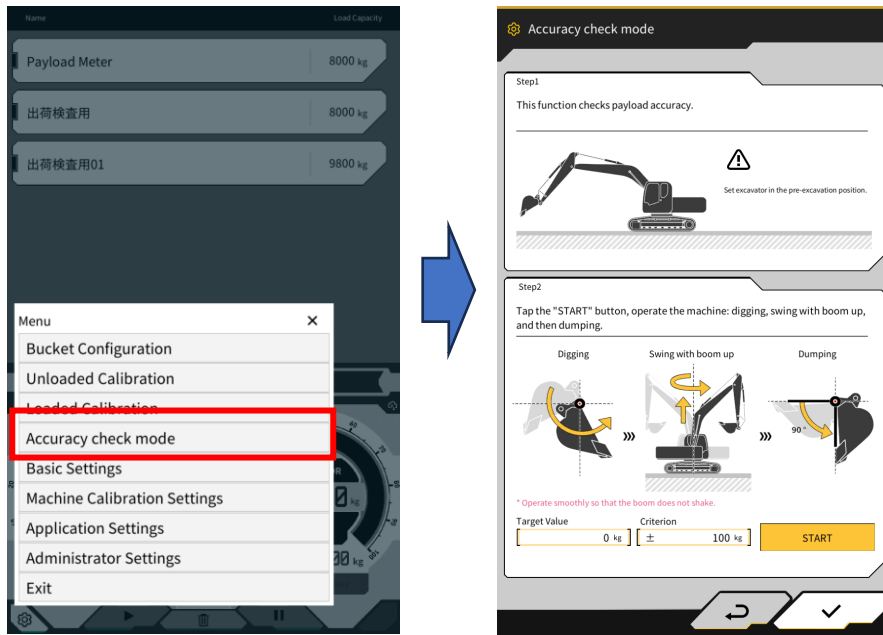 Name Load Capacity
Payload Meter 8000 kg
出荷検査用 8000 kg
出荷検査用01 9800 kg
Menu ×
Bucket Configuration
Unloaded Calibration
Loaded Calibration
Accuracy check mode
Basic Settings
Machine Calibration Settings
Application Settings
Administrator Settings
Exit
Accuracy check mode
Step1
This function checks payload accuracy.
Set excavator in the pre-excavation position.
Step2
Tap the "START" button, operate the machine: digging, swing with boom up,
and then dumping.
Digging Swing with boom up Dumping
90 °
* Operate smoothly so that the boom does not shake.
Target Value Criterion
0 kg ± 100 kg START